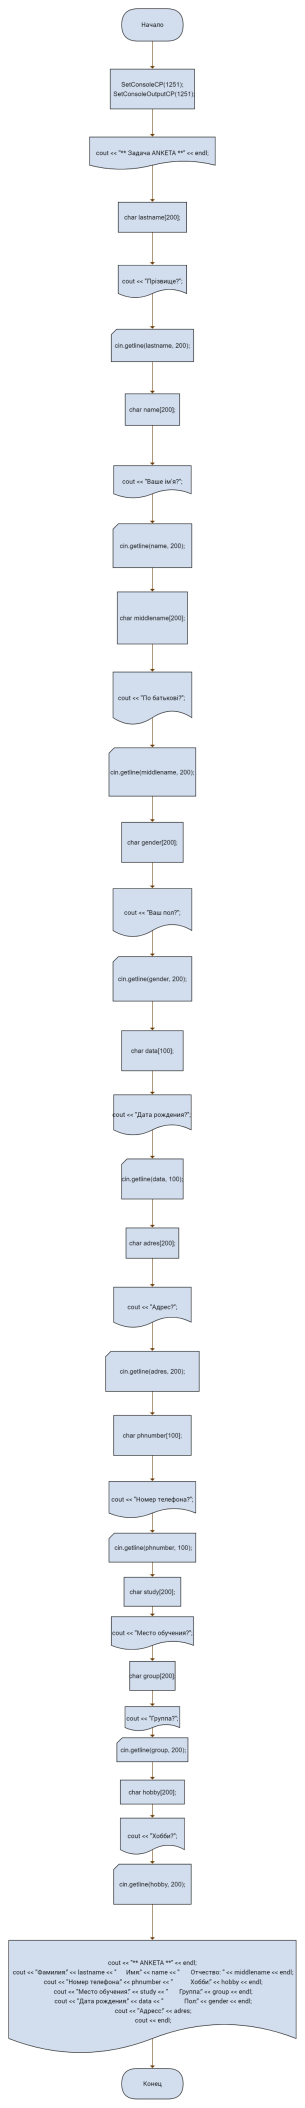 Начало
SetConsoleCP(1251);
SetConsoleOutputCP(1251);
cout << "** Задача ANKETA **" << endl;
char lastname[200];
cout << "Прізвище?";
cin.getline(lastname, 200);
char name[200];
cout << "Ваше ім'я?";
cin.getline(name, 200);
char middlename[200];
cout << "По батькові?";
cin.getline(middlename, 200);
char gender[200];
cout << "Ваш пол?";
cin.getline(gender, 200);
char data[100];
cout << "Дата рождения?";
cin.getline(data, 100);
char adres[200];
cout << "Адрес?";
cin.getline(adres, 200);
char phnumber[100];
cout << "Номер телефона?";
cin.getline(phnumber, 100);
char study[200];
cout << "Место обучения?";
char group[200]
cout << "Группа?";
cin.getline(group, 200);
char hobby[200];
cout << "Хобби?";
cin.getline(hobby, 200);
cout << "** ANKETA **" << endl;
cout << "Фамилия:" << lastname << " Имя:" << name << " Отчество: " << middlename << endl;
cout << "Номер телефона:" << phnumber << " Хобби:" << hobby << endl;
cout << "Место обучения:" << study << " Группа:" << group << endl;
cout << "Дата рождения:" << data << " Пол:" << gender << endl;
cout << "Адресс:" << adres;
cout << endl;
Конец